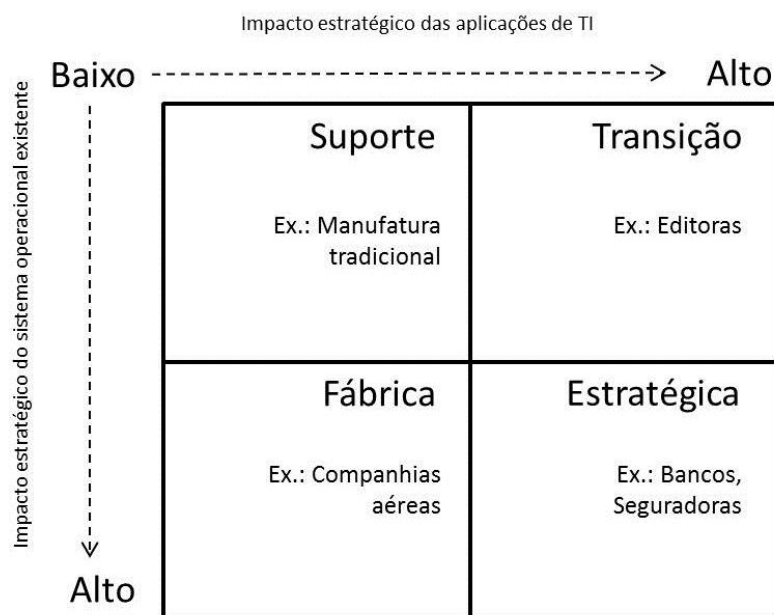 Impacto estratégico das aplicações de TI
Baixo
Alto
Impacto estratégico do sistema operacional existente
Suporte
Transição
Ex.: Manufatura
tradicional
Ex.: Editoras
Fábrica
Estratégica
Ex.: Companhias
aéreas
Ex.: Bancos,
Seguradoras
Alto